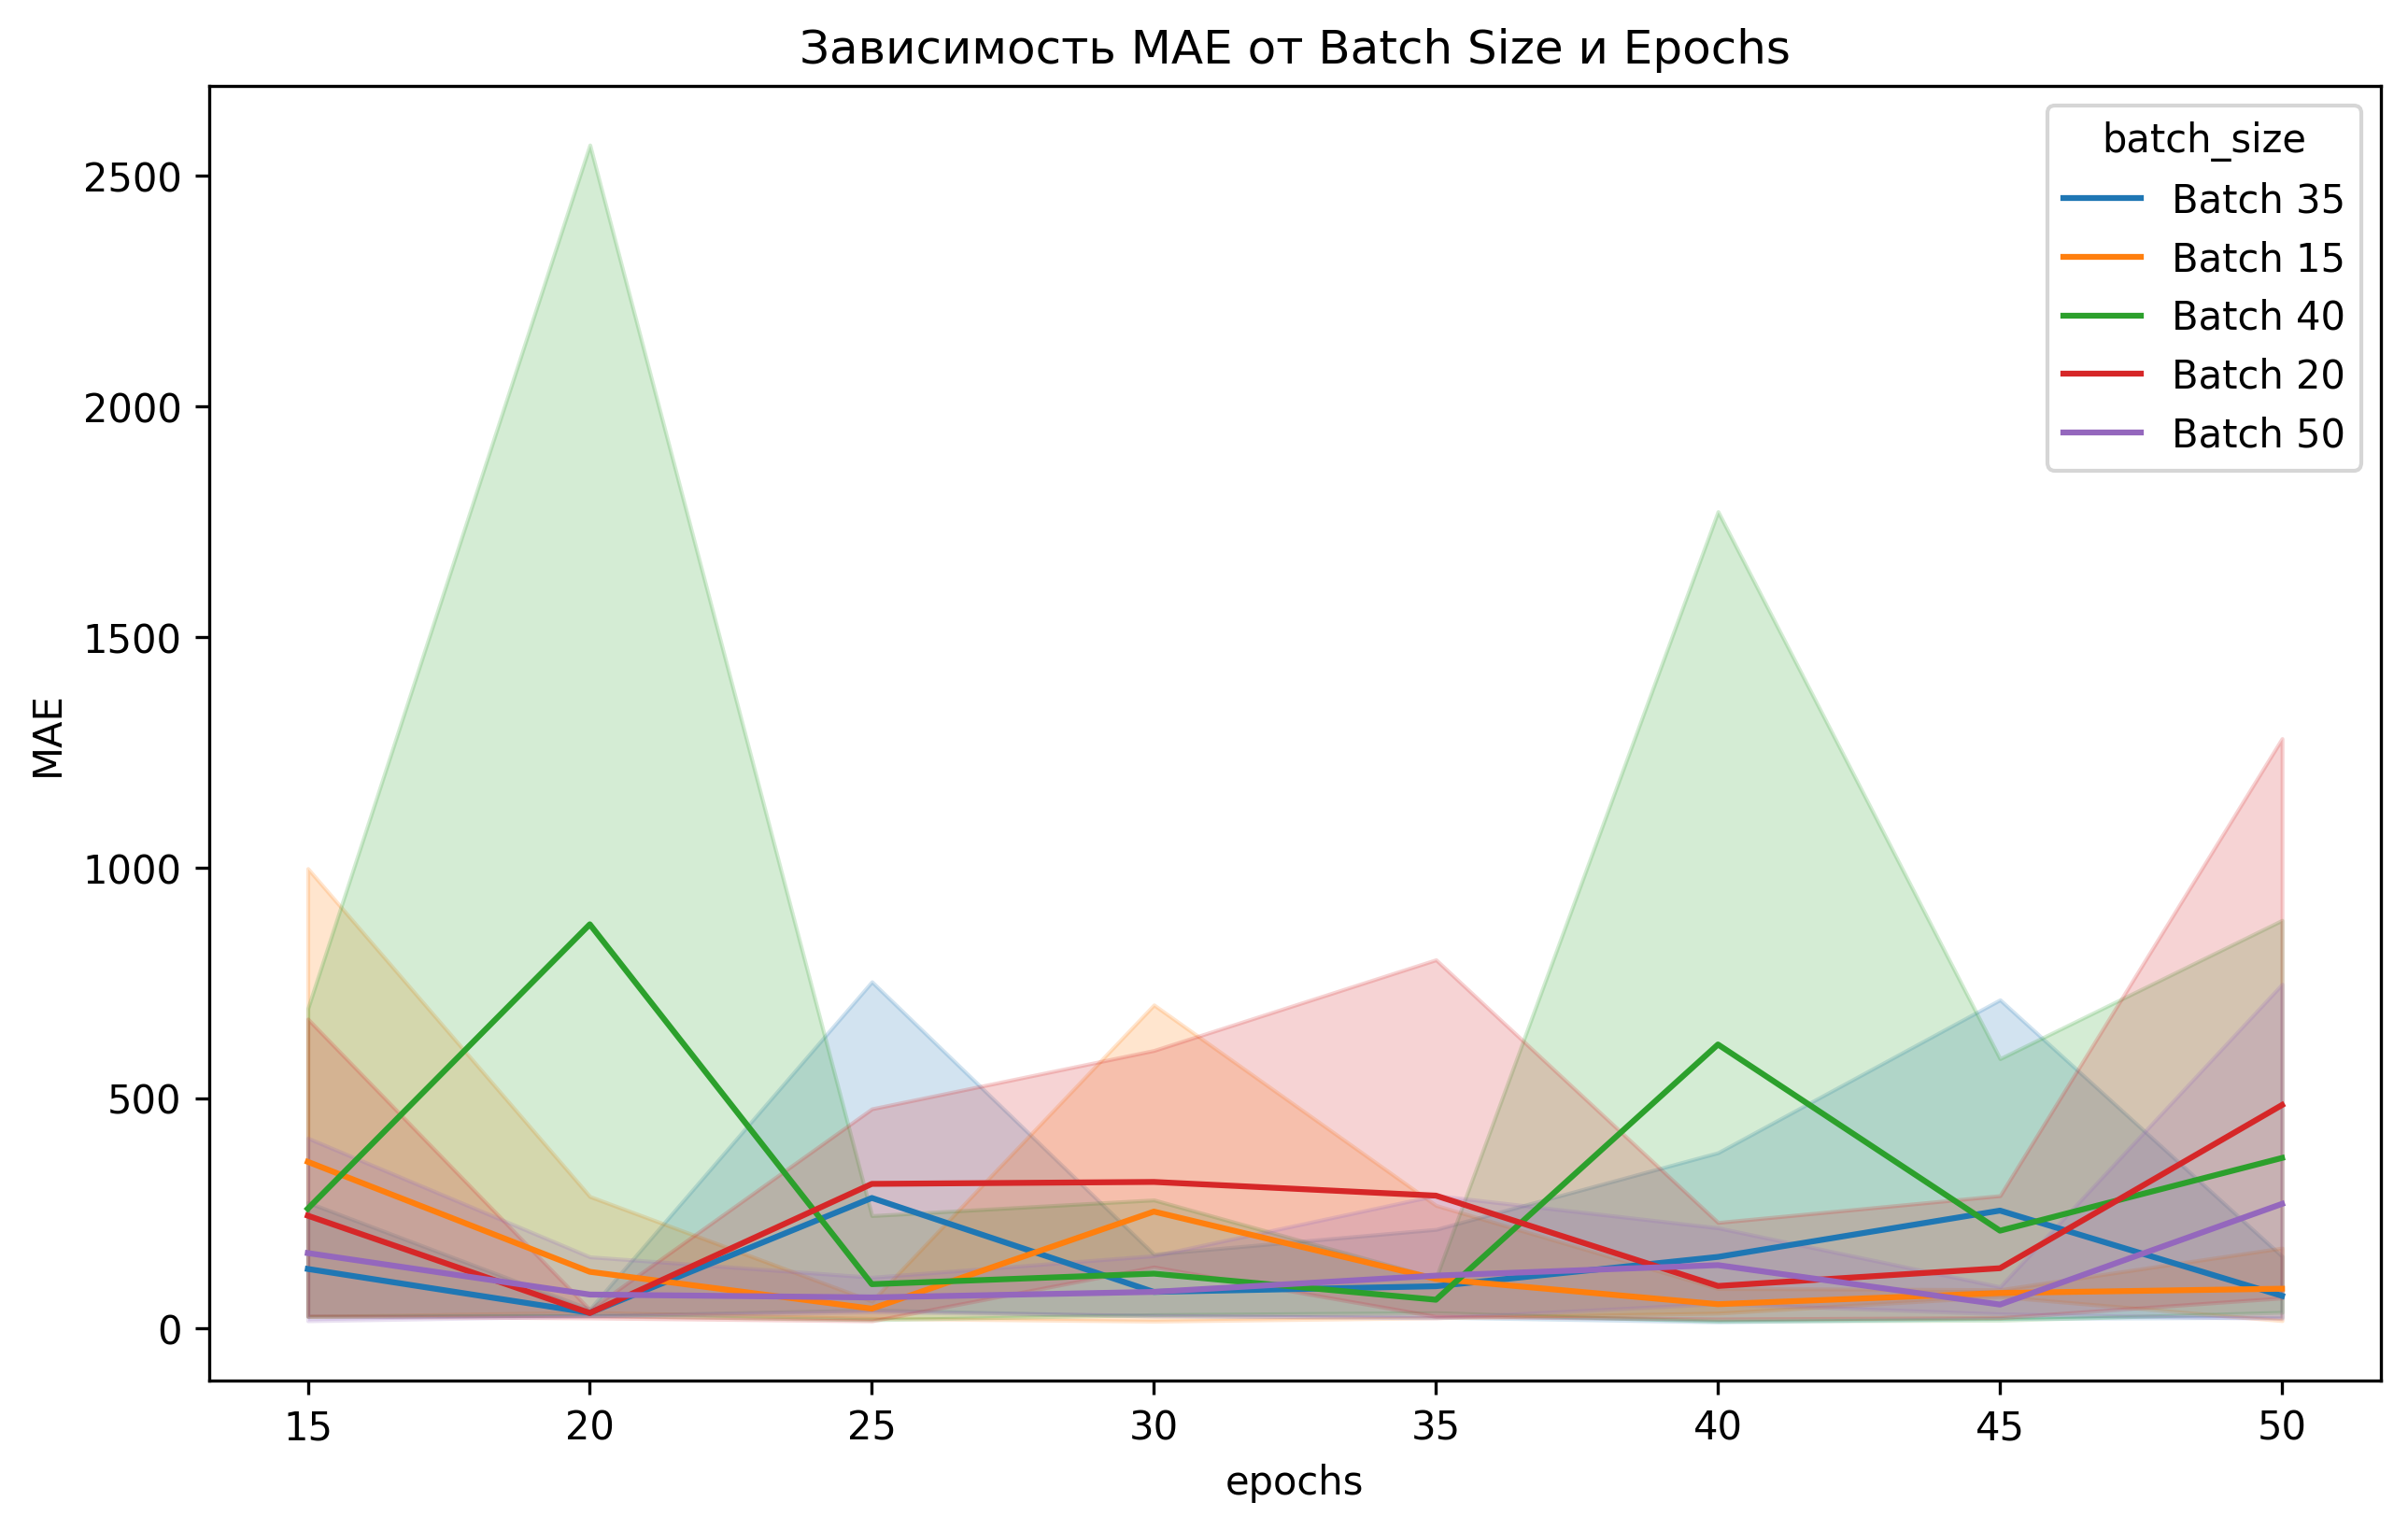 Зависимость MAE от Batch Size и Epochs
batch_size
Batch 35
Batch 15
Batch 40
Batch 20
Batch 50
MAE
2500
2000
1500
1000
500
0
15 20 25 30 35 40 45 50
epochs